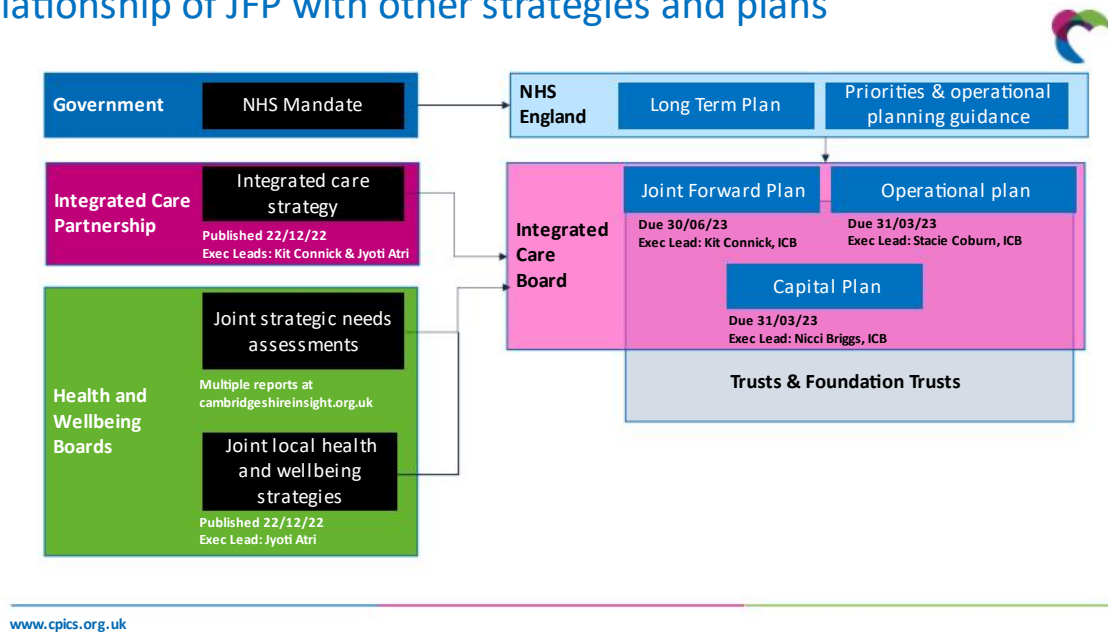 lationship of JFP with other strategies and plans
Government
NHS Mandate
NHS
England
Long Term Plan
Priorities & operational
planning guidance
Integrated Care
Partnership
Integrated care
strategy
Published 22/12/22
Exec Leads: Kit Connick & Jyoti Atri
Integrated
Care
Board
Joint Forward Plan
Due 30/06/23
Exec Lead: Kit Connick, ICB
Operational plan
Due 31/03/23
Exec Lead: Stacie Coburn, ICB
Capital Plan
Due 31/03/23
Exec Lead: Nicci Briggs, ICB
Trusts & Foundation Trusts
Health and
Wellbeing
Boards
Joint strategic needs
assessments
Multiple reports at
cambridgeshireinsight.org.uk
Joint local health
and wellbeing
strategies
Published 22/12/22
Exec Lead: Jyoti Atri
www.cpics.org.uk